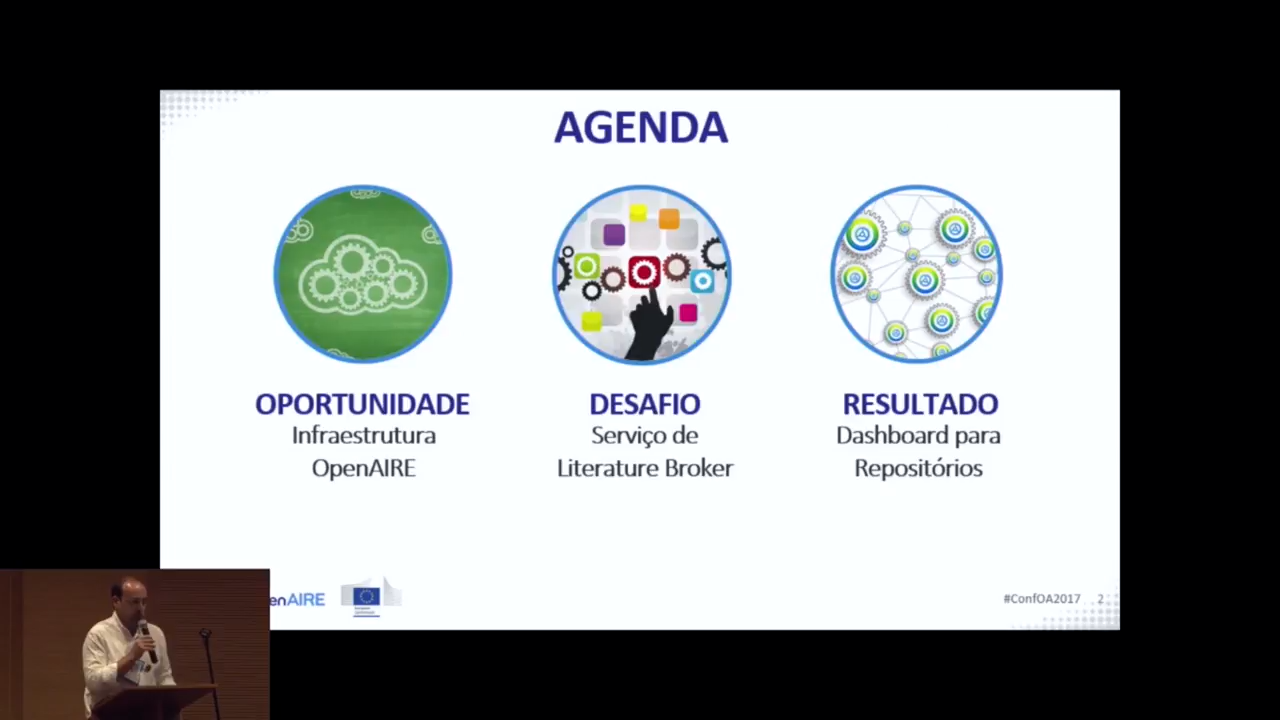 AGENDA
OPORTUNIDADE
Infraestrutura
OpenAIRE
DESAFIO
Serviço de
Literature Broker
RESULTADO
Dashboard para
Repositórios
enAIRE
#ConfOA2017 2